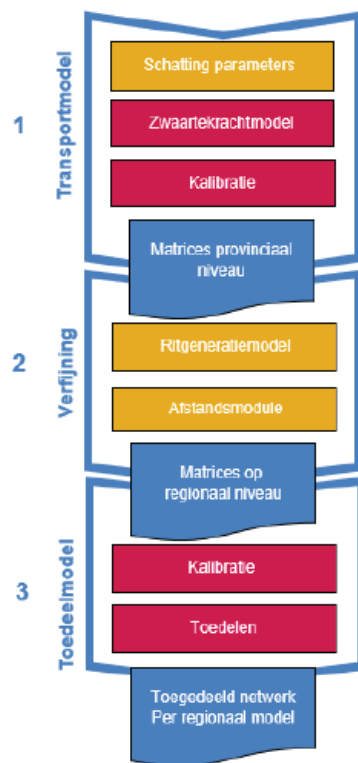 Schatting parameters
1
Transportmodel
Zwaartekrachtmodel
Kalibratie
Matrices provinciaal
niveau
2
Verfijning
Ritgeneratiemodel
Afstandsmodule
Matrices op
regionaal niveau
3
Toedeelmodel
Kalibratie
Toedelen
Toegedeeld netwerk
Per regionaal model